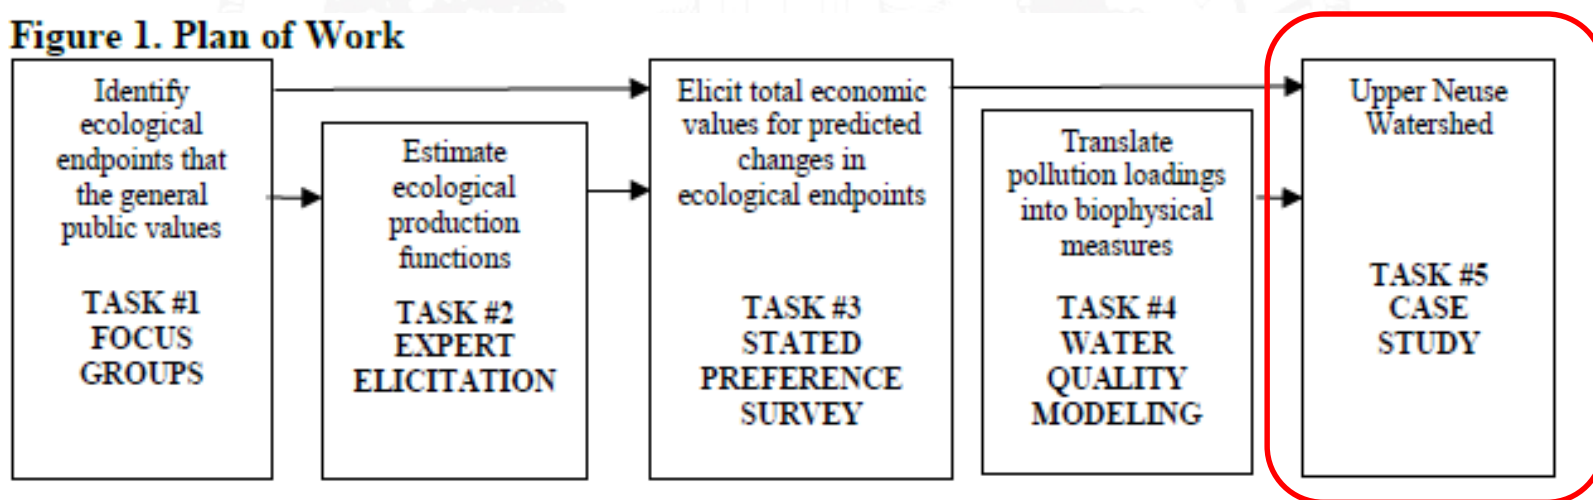 Figure 1. Plan of Work
Identify
ecological
endpoints that
the general
public values
TASK #1
FOCUS
GROUPS
Estimate
ecological
production
functions
TASK #2
EXPERT
ELICITATION
Elicit total economic
values for predicted
changes in
ecological endpoints
TASK #3
STATED
PREFERENCE
SURVEY
Translate
pollution loadings
into biophysical
measures
TASK #4
WATER
QUALITY
MODELING
Upper Neuse
Watershed
TASK #5
CASE
STUDY